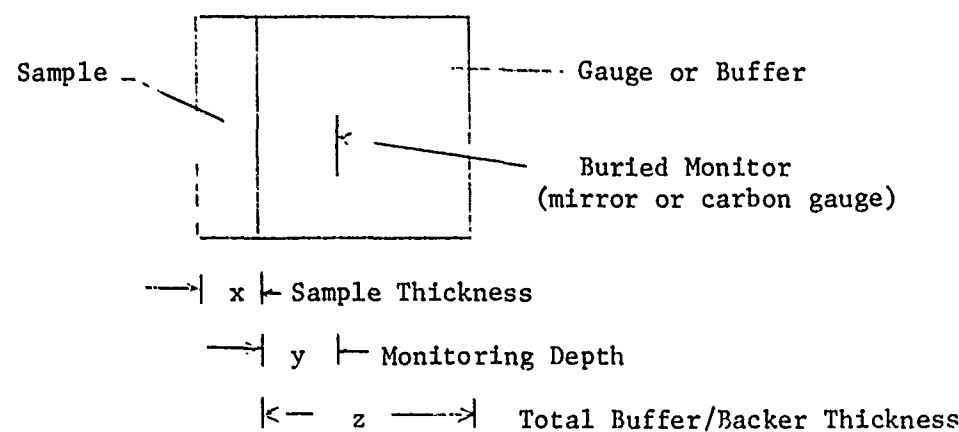 Sample
Gauge or Buffer
Buried Monitor
(mirror or carbon gauge)
x Sample Thickness
y Monitoring Depth
z Total Buffer/Backer Thickness